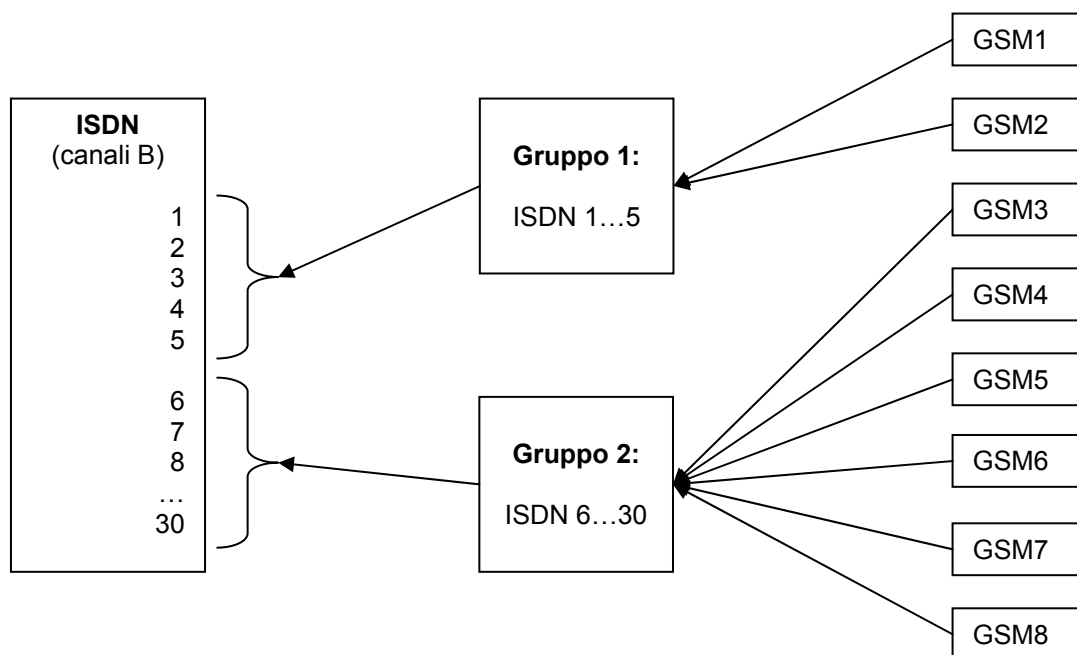 ISDN
(canali B)
1
2
3
4
5
6
7
8
…
30
Gruppo 1:
ISDN 1…5
Gruppo 2:
ISDN 6…30
GSM1
GSM2
GSM3
GSM4
GSM5
GSM6
GSM7
GSM8